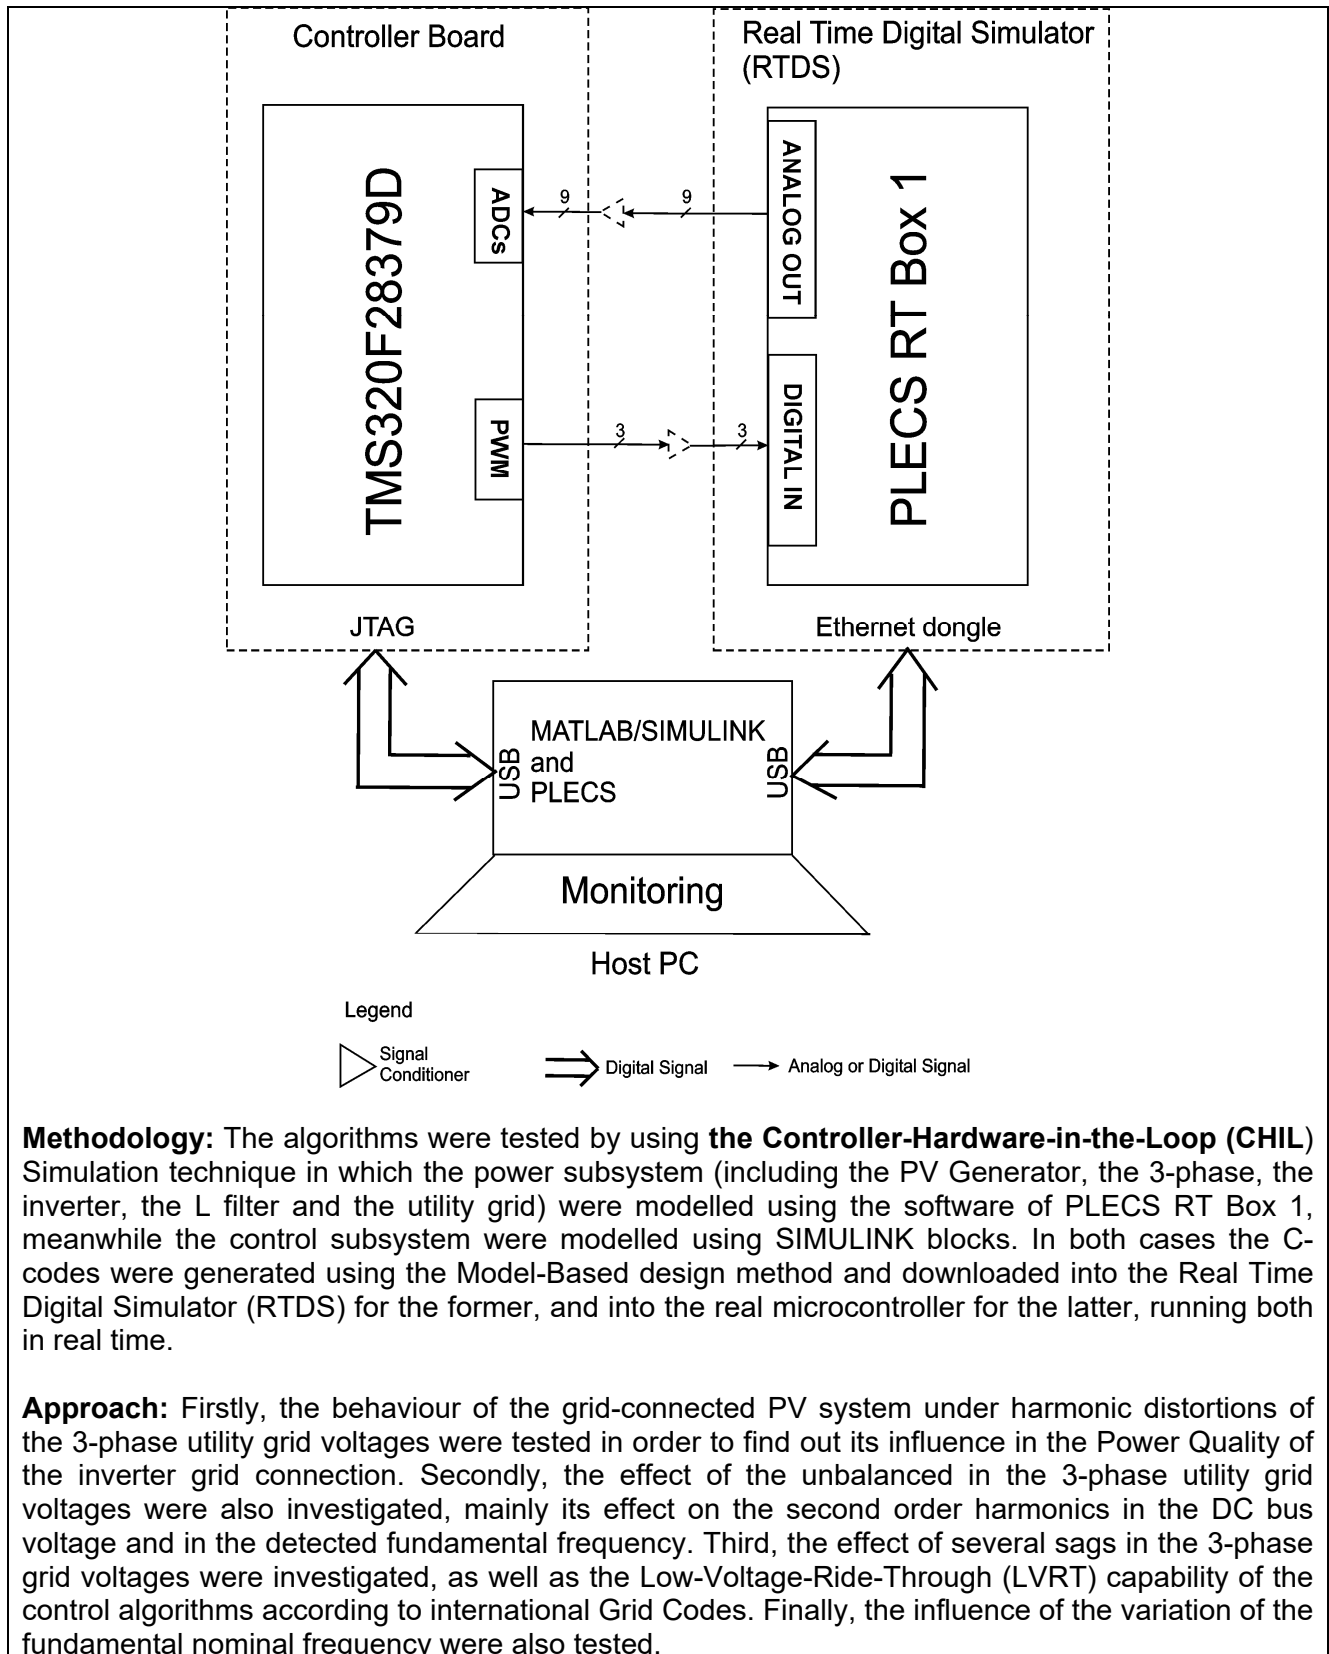 Controller Board
Real Time Digital Simulator
(RTDS)
TMS320F28379D
ADCs
9
9
ANALOG OUT
PLECS RT Box 1
PWM
3
3
DIGITAL IN
JTAG
Ethernet dongle
USB
MATLAB/SIMULINK
and
PLECS
USB
Monitoring
Host PC
Legend
Signal
Conditioner
Digital Signal
Analog or Digital Signal
Methodology: The algorithms were tested by using the Controller-Hardware-in-the-Loop (CHIL)
Simulation technique in which the power subsystem (including the PV Generator, the 3-phase, the
inverter, the L filter and the utility grid) were modelled using the software of PLECS RT Box 1,
meanwhile the control subsystem were modelled using SIMULINK blocks. In both cases the C-
codes were generated using the Model-Based design method and downloaded into the Real Time
Digital Simulator (RTDS) for the former, and into the real microcontroller for the latter, running both
in real time.
Approach: Firstly, the behaviour of the grid-connected PV system under harmonic distortions of
the 3-phase utility grid voltages were tested in order to find out its influence in the Power Quality of
the inverter grid connection. Secondly, the effect of the unbalanced in the 3-phase utility grid
voltages were also investigated, mainly its effect on the second order harmonics in the DC bus
voltage and in the detected fundamental frequency. Third, the effect of several sags in the 3-phase
grid voltages were investigated, as well as the Low-Voltage-Ride-Through (LVRT) capability of the
control algorithms according to international Grid Codes. Finally, the influence of the variation of the
fundamental nominal frequency were also tested.